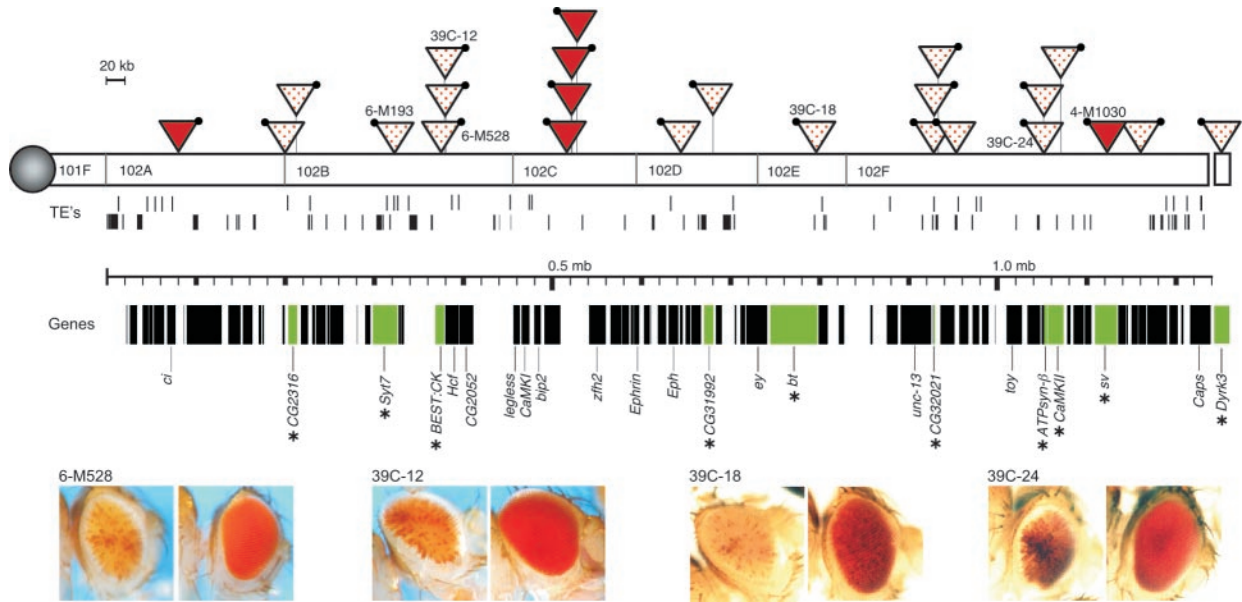 39C-12
20 kb
6-M193
6-M528
39C-18
39C-24
4-M1030
101F 102A 102B 102C 102D 102E 102F
TE's
0.5 mb 1.0 mb
Genes
ci
* CG2316
* Syt7
* BEST:CK
Hcf
CG2052
legless
CaMKI
bip2
zfh2
Ephrin
Eph
* CG31992
ey
* bt
unc-13
* CG32021
toy
* ATPsyn-β
* CaMKII
* sv
Caps
* Dyrk3
6-M528 39C-12 39C-18 39C-24